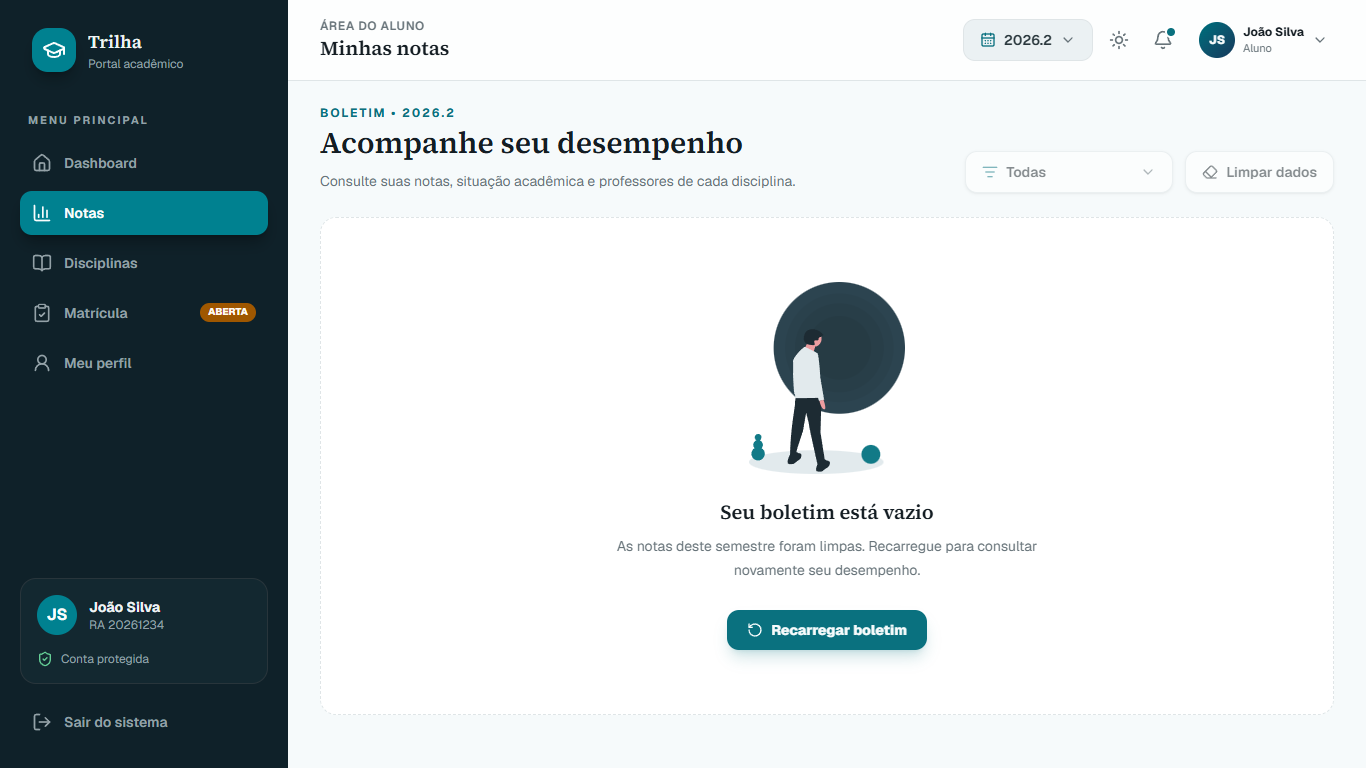 Trilha
Portal acadêmico
MENU PRINCIPAL
Dashboard
Notas
Disciplinas
Matrícula
ABERTA
Meu perfil
JS
João Silva
RA 20261234
Conta protegida
Sair do sistema
ÁREA DO ALUNO
Minhas notas
2026.2
JS
João Silva
Aluno
BOLETIM • 2026.2
Acompanhe seu desempenho
Consulte suas notas, situação acadêmica e professores de cada disciplina.
Todas
Limpar dados
Seu boletim está vazio
As notas deste semestre foram limpas. Recarregue para consultar
novamente seu desempenho.
Recarregar boletim